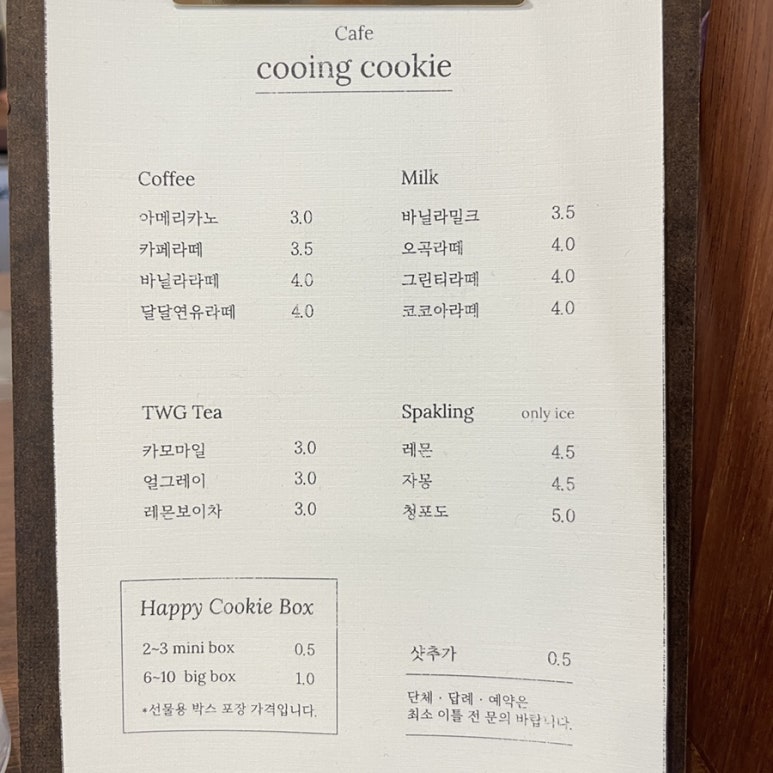 Cafe
cooing cookie
Coffee
아메리카노 3.0
카페라떼 3.5
바닐라라떼 4.0
달달연유라떼 4.0
Milk
바닐라밀크 3.5
오곡라떼 4.0
그린티라떼 4.0
코코아라떼 4.0
TWG Tea
카모마일 3.0
얼그레이 3.0
레몬보이차 3.0
Spakling only ice
레몬 4.5
자몽 4.5
청포도 5.0
Happy Cookie Box
2~3 mini box 0.5
6~10 big box 1.0
*선물용 박스 포장 가격입니다.
샷추가 0.5
단체 · 답례 · 예약은
최소 이틀 전 문의 바랍니다.